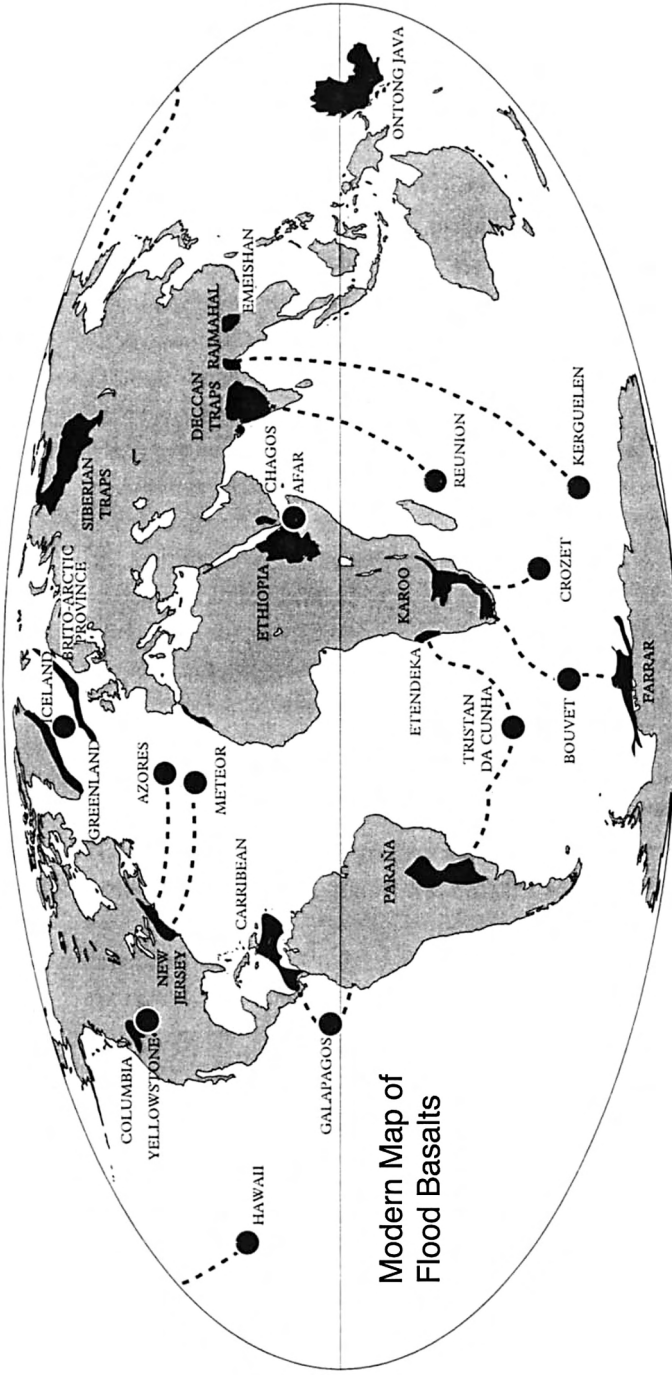 BRITO-ARCTIC
PROVINCE
ICELAND
GREENLAND
SIBERIAN
TRAPS
COLUMBIA
YELLOWSTONE
NEW
JERSEY
AZORES
METEOR
CARRIBEAN
HAWAII
GALAPAGOS
DECCAN
TRAPS
RAJMAHAL
EMEISHAN
CHAGOS
AFAR
ETHIOPIA
ONTONG JAVA
KAROO
ETENDEKA
PARAÑA
TRISTAN
DA CUNHA
REUNION
KERGUELEN
CROZET
BOUVET
FARRAR
Modern Map of
Flood Basalts